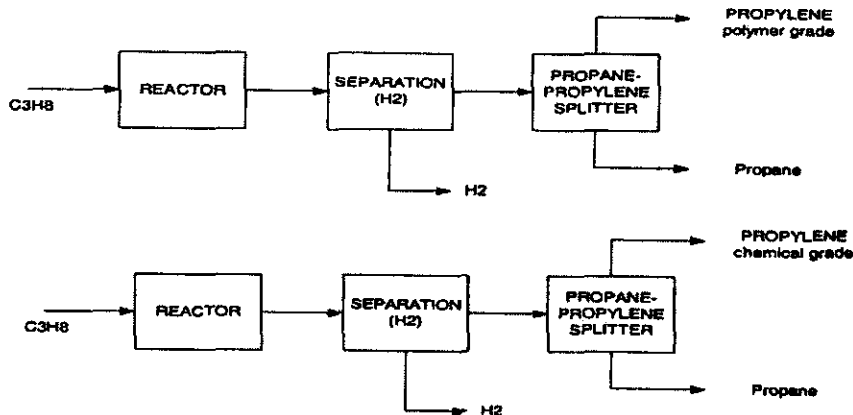 PROPYLENE
polymer grade
C3H8
REACTOR
SEPARATION
(H2)
PROPANE-
PROPYLENE
SPLITTER
H2
Propane
PROPYLENE
chemical grade
C3H8
REACTOR
SEPARATION
(H2)
PROPANE-
PROPYLENE
SPLITTER
H2
Propane